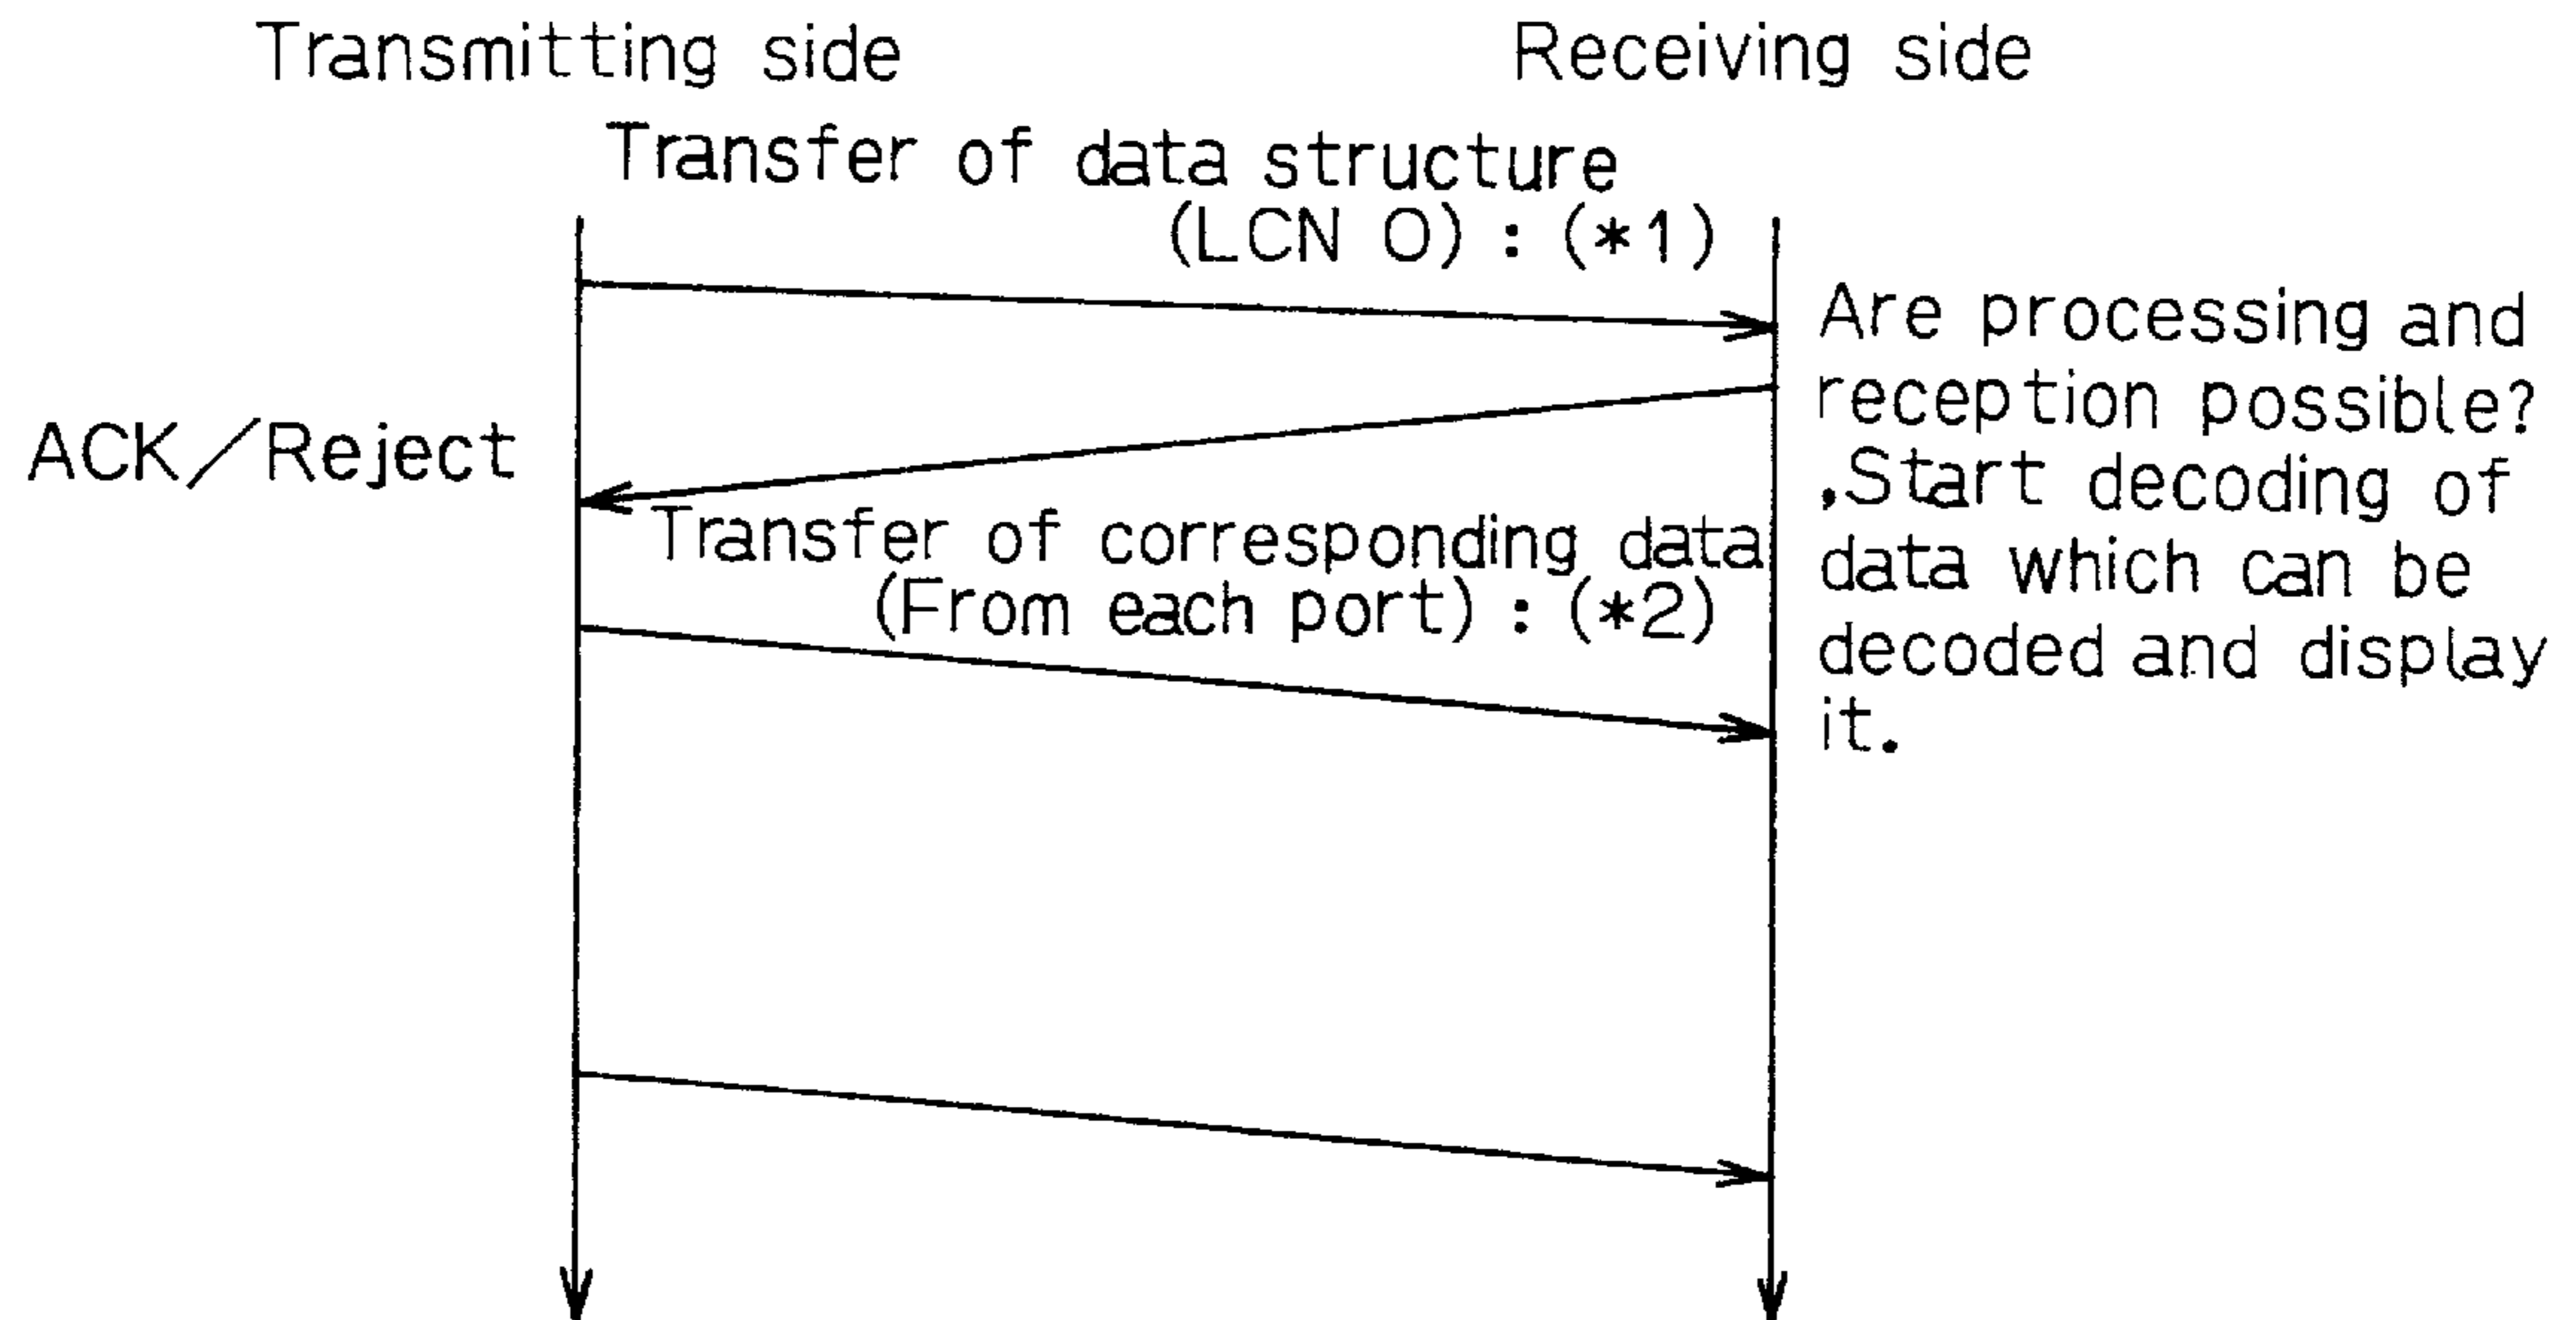 Transmitting side
Receiving side
Transfer of data structure
(LCN 0) : (*1)
Are processing and
reception possible?
ACK/Reject
,Start decoding of
data which can be
decoded and display
it.
Transfer of corresponding data
(From each port) : (*2)